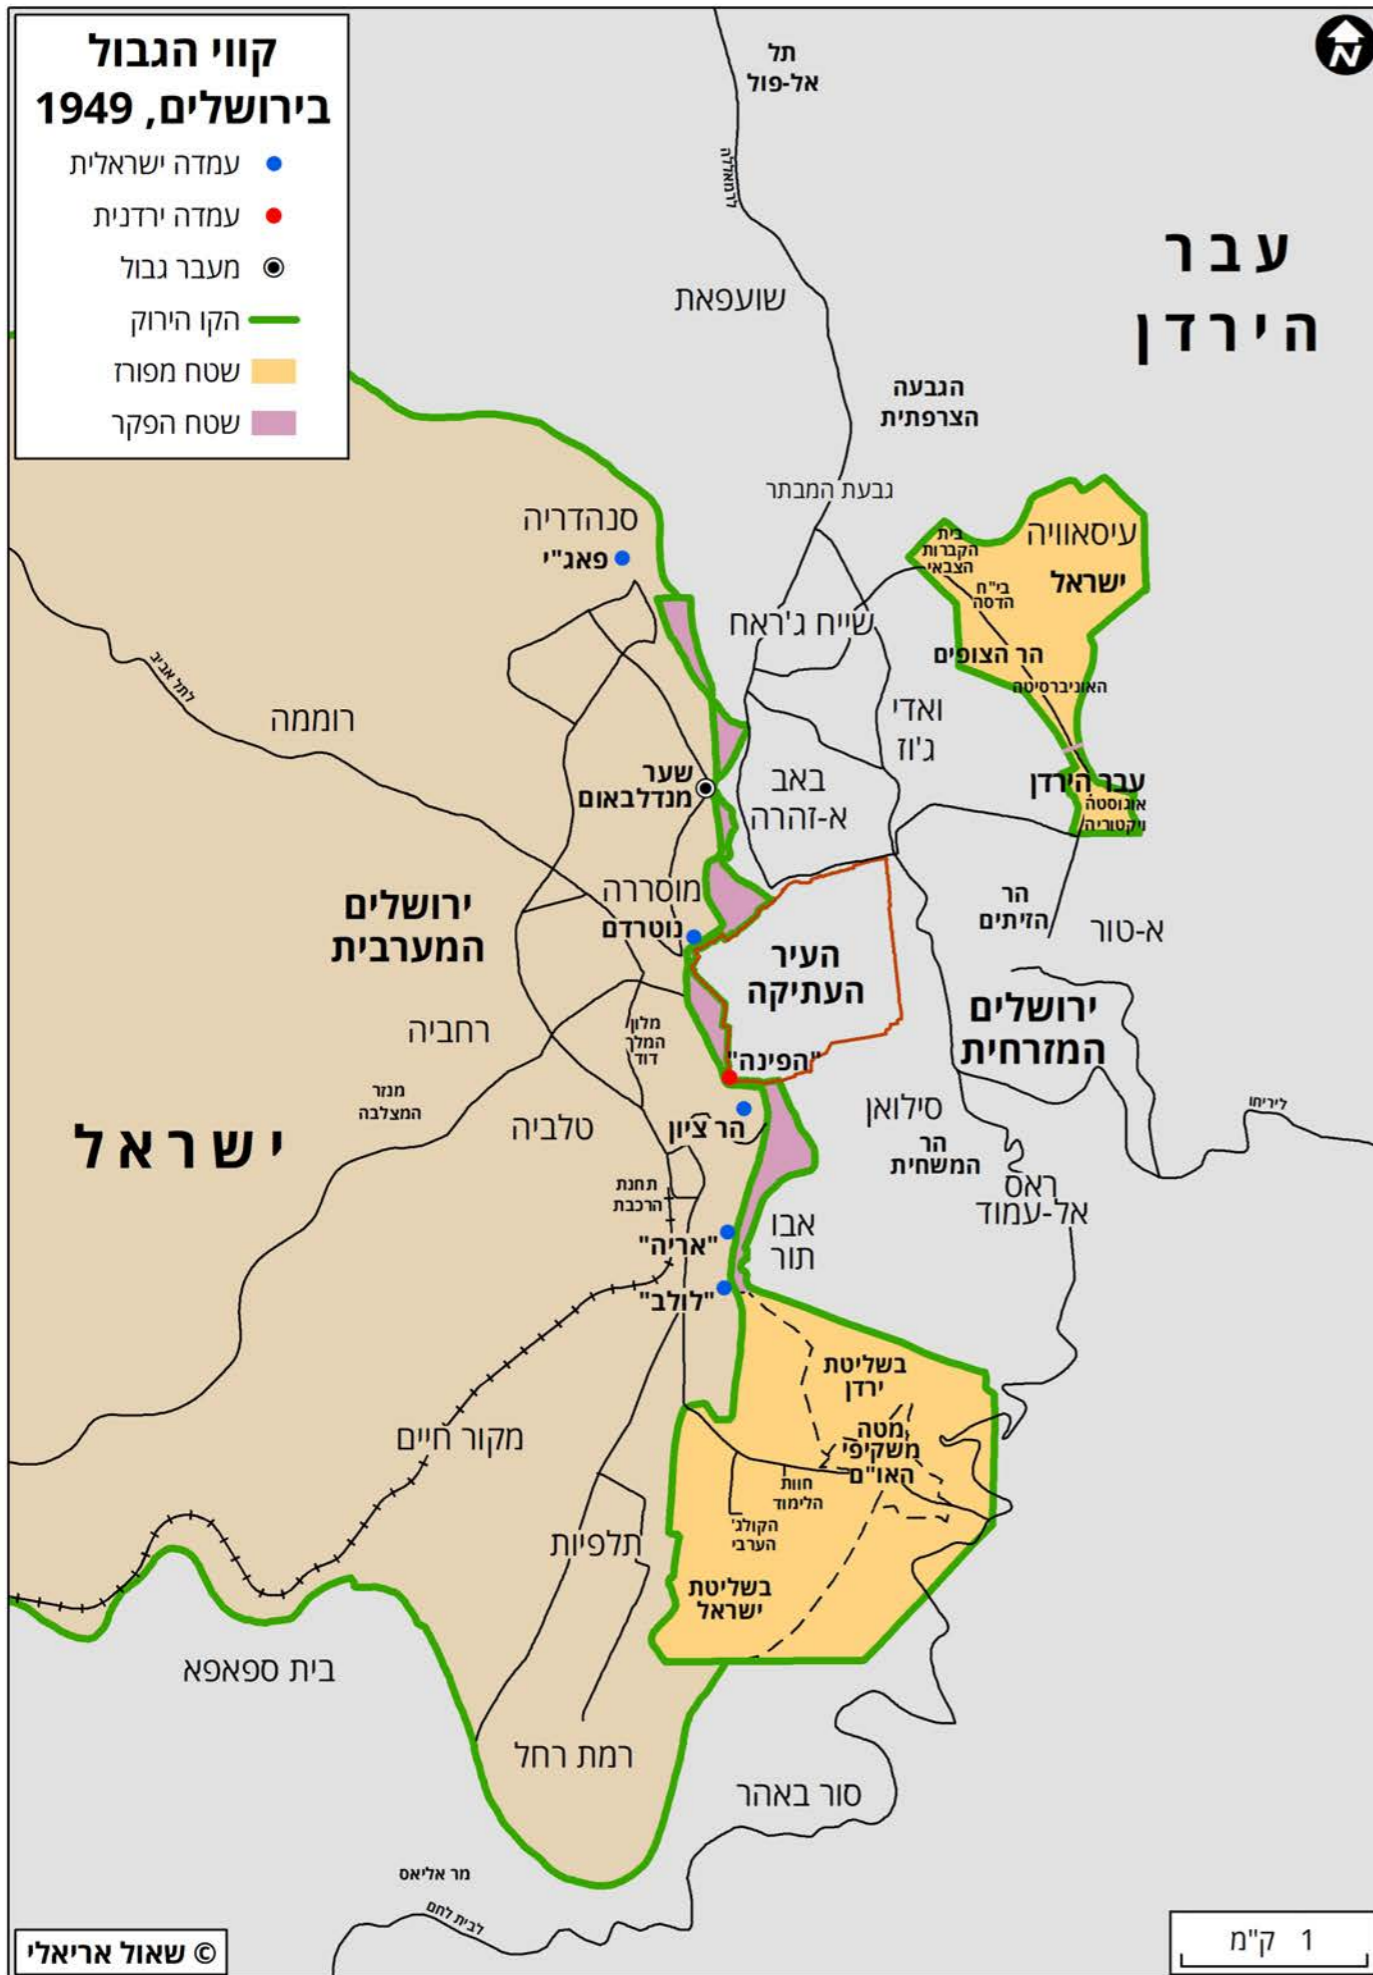 קווי הגבול
בירושלים, 1949
עמדה ישראלית
עמדה ירדנית
מעבר גבול
הקו הירוק
שטח מפורז
שטח הפקר
N
תל
אל-פול
לרמאללה
עבר
הירדן
שועפאת
הגבעה
הצרפתית
גבעת המבתר
סנהדריה
פאג"י
בית
הקברות
הצבאי
עיסאוויה
ישראל
בי"ח
הדסה
שייח ג'ראח
הר הצופים
האוניברסיטה
לתל אביב
רוממה
ואדי
ג'וז
שער
מנדלבאום
באב
א-זהרה
עבר הירדן
אוגוסטה
ויקטוריה
ירושלים
המערבית
מוסררה
נוטרדם
העיר
העתיקה
הר
הזיתים
א-טור
ירושלים
המזרחית
רחביה
מלון
המלך
דוד
"הפינה"
מנזר
המצלבה
ישראל
טלביה
הר ציון
סילואן
הר
המשחית
ליריחו
ראס
אל-עמוד
תחנת
הרכבת
אבו
תור
"אריה"
"לולב"
בשליטת
ירדן
מקור חיים
מטה
משקיפי
האו"ם
חוות
הלימוד
הקולג'
הערבי
תלפיות
בשליטת
ישראל
בית ספאפא
רמת רחל
סור באהר
מר אליאס
לבית לחם
© שאול אריאלי
1 ק"מ